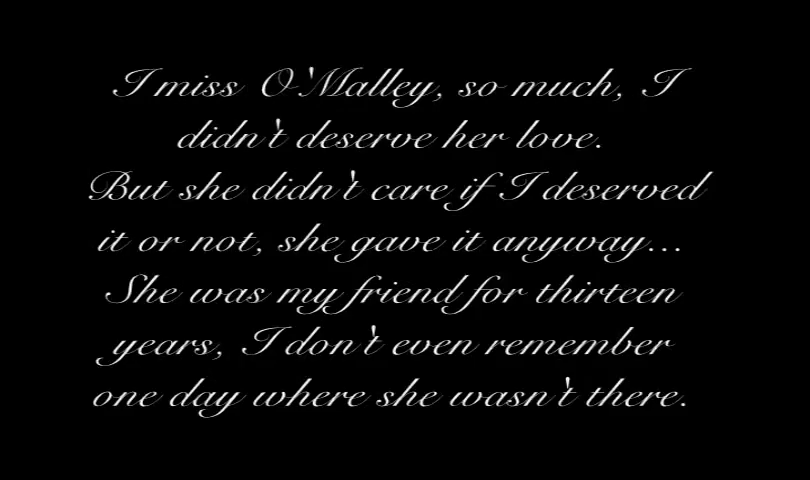 I miss O'Malley, so much, I
didn't deserve her love.
But she didn't care if I deserved
it or not, she gave it anyway...
She was my friend for thirteen
years, I don't even remember
one day where she wasn't there.